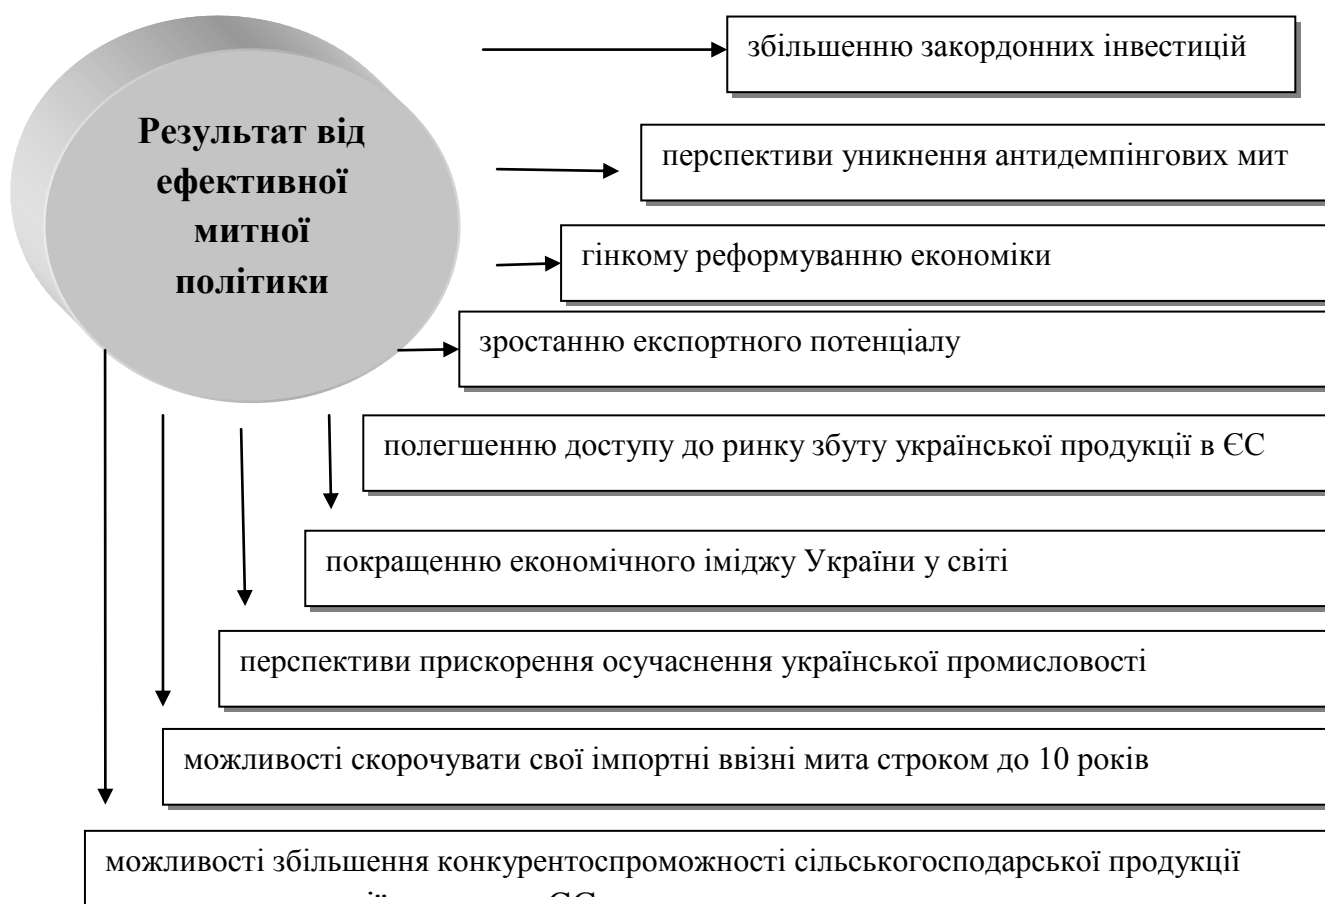 Результат від
ефективної
митної
політики
збільшенню закордонних інвестицій
перспективи уникнення антидемпінгових мит
гінкому реформуванню економіки
зростанню експортного потенціалу
полегшенню доступу до ринку збуту української продукції в ЄС
покращенню економічного іміджу України у світі
перспективи прискорення осучаснення української промисловості
можливості скорочувати свої імпортні ввізні мита строком до 10 років
можливості збільшення конкурентоспроможності сільськогосподарської продукції